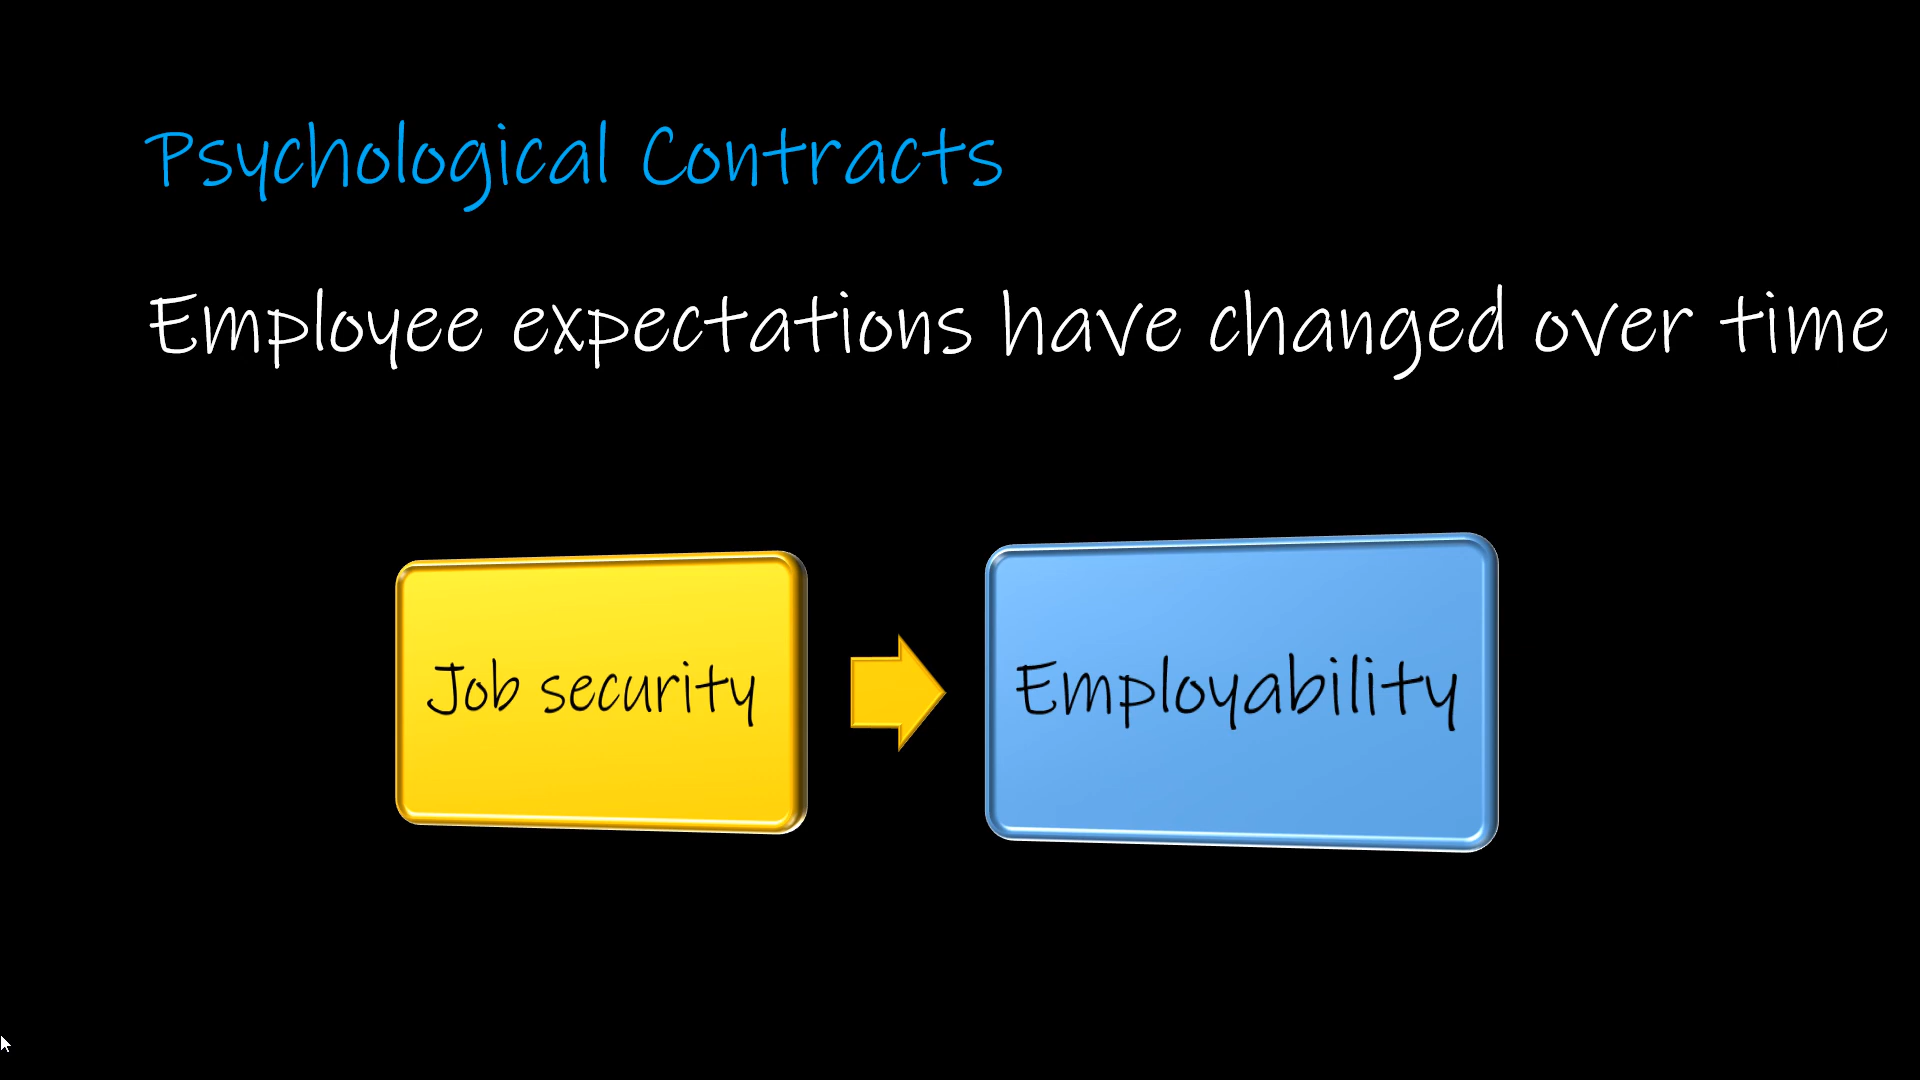 Psychological Contracts
Employee expectations have changed over time
Job security
Employability